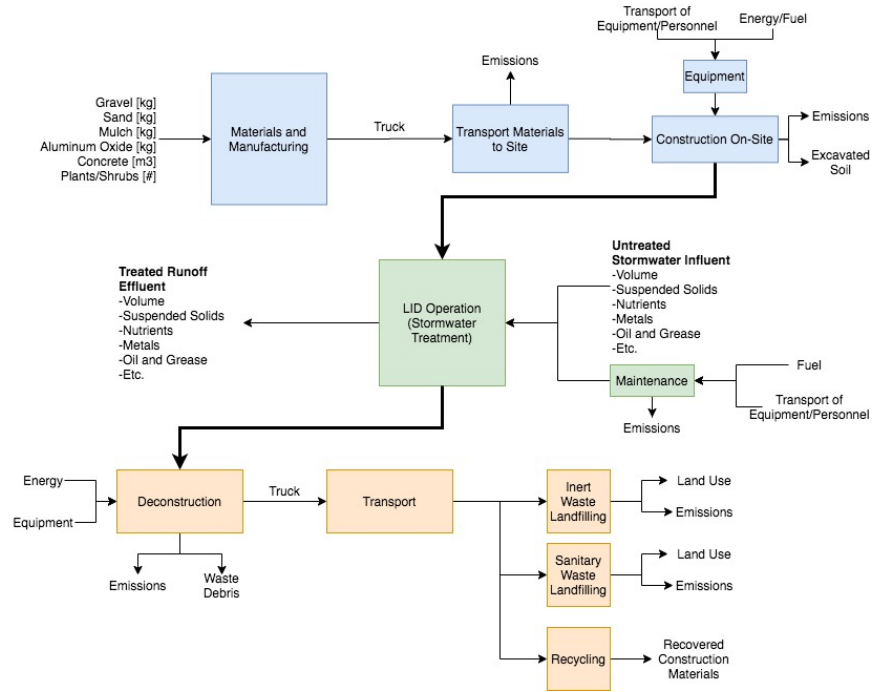 Transport of
Equipment/Personnel
Energy/Fuel
Emissions
Equipment
Gravel [kg]
Sand [kg]
Mulch [kg]
Aluminum Oxide [kg]
Concrete [m3]
Plants/Shrubs [#]
Materials and
Manufacturing
Truck
Transport Materials
to Site
Construction On-Site
Emissions
Excavated
Soil
Treated Runoff
Effluent
-Volume
-Suspended Solids
-Nutrients
-Metals
-Oil and Grease
-Etc.
LID Operation
(Stormwater
Treatment)
Untreated
Stormwater Influent
-Volume
-Suspended Solids
-Nutrients
-Metals
-Oil and Grease
-Etc.
Maintenance
Fuel
Transport of
Equipment/Personnel
Emissions
Energy
Equipment
Deconstruction
Truck
Transport
Emissions
Waste
Debris
Inert
Waste
Landfilling
Land Use
Emissions
Sanitary
Waste
Landfilling
Land Use
Emissions
Recycling
Recovered
Construction
Materials